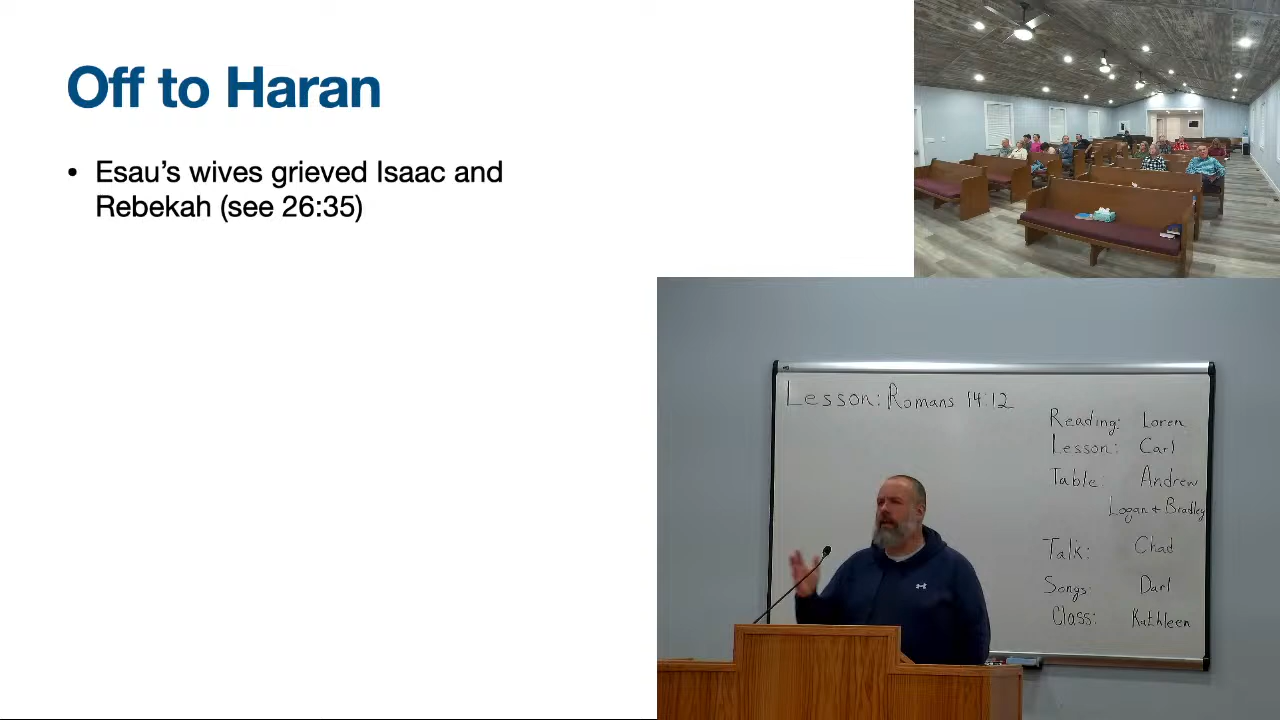 Off to Haran
• Esau's wives grieved Isaac and
Rebekah (see 26:35)
Lesson: Romans 14:12
Reading: Loren
Lesson: Carl
Table: Andrew
Logan + Bradley
Talk: Chad
Songs: Darl
Class: Kathleen